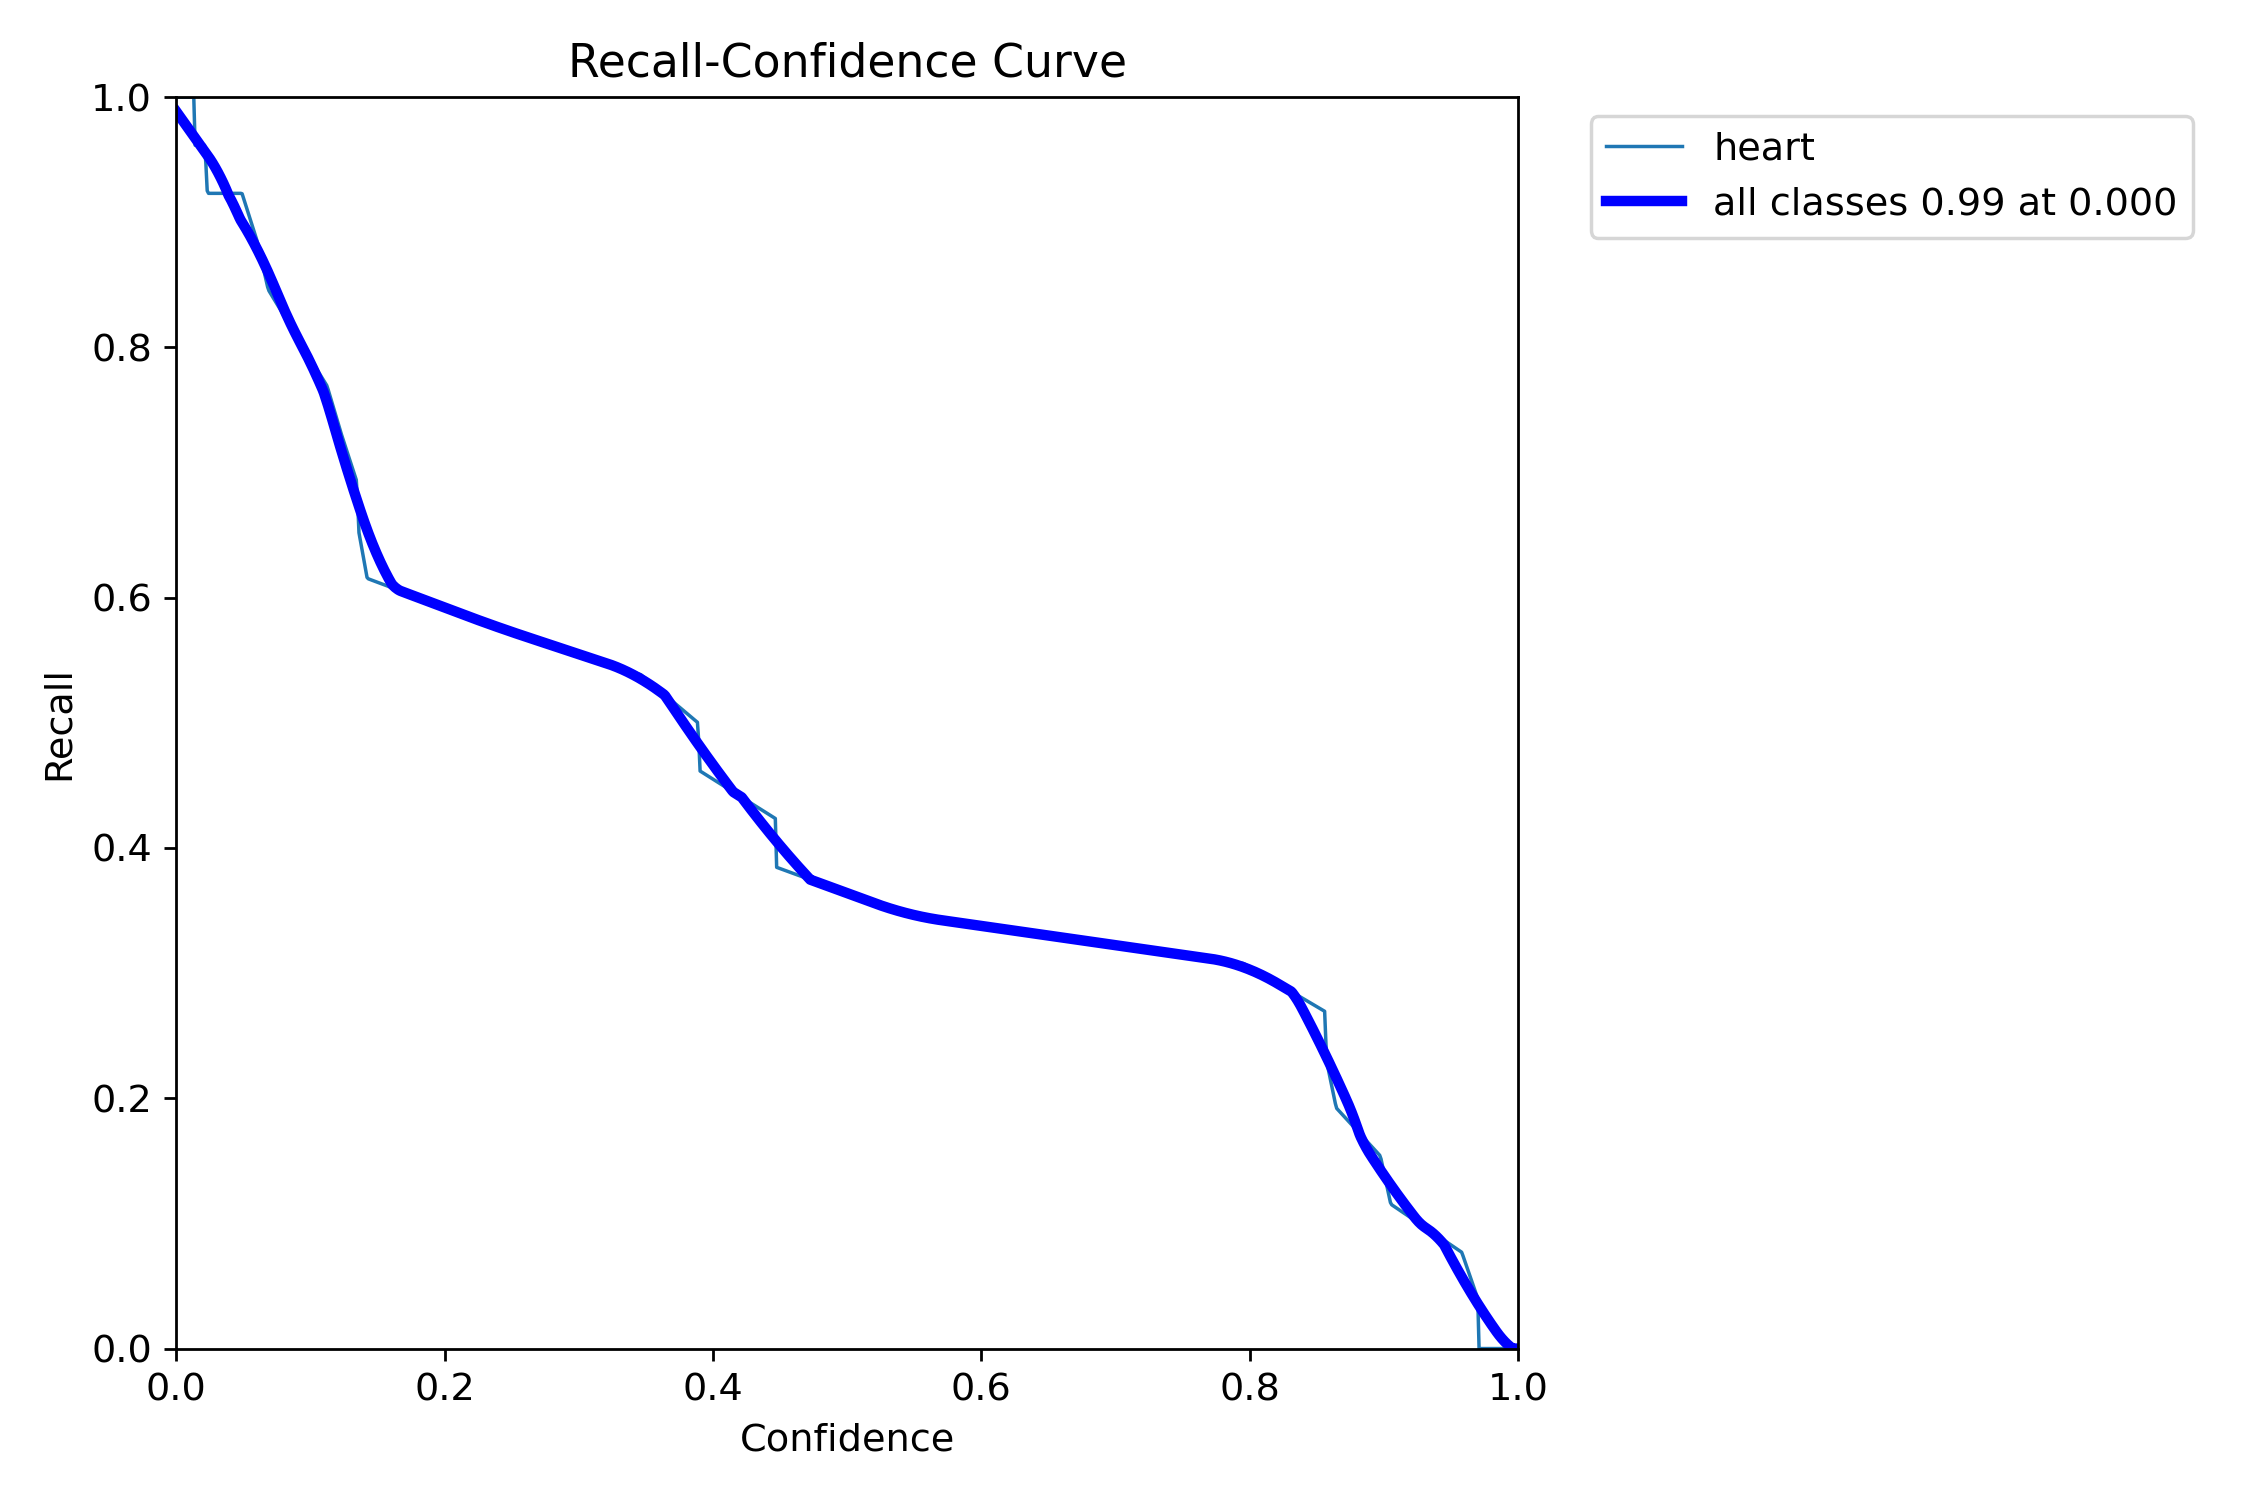 Recall-Confidence Curve
heart
all classes 0.99 at 0.000
1.0
0.8
0.6
0.4
0.2
0.0
Recall
0.0 0.2 0.4 0.6 0.8 1.0
Confidence